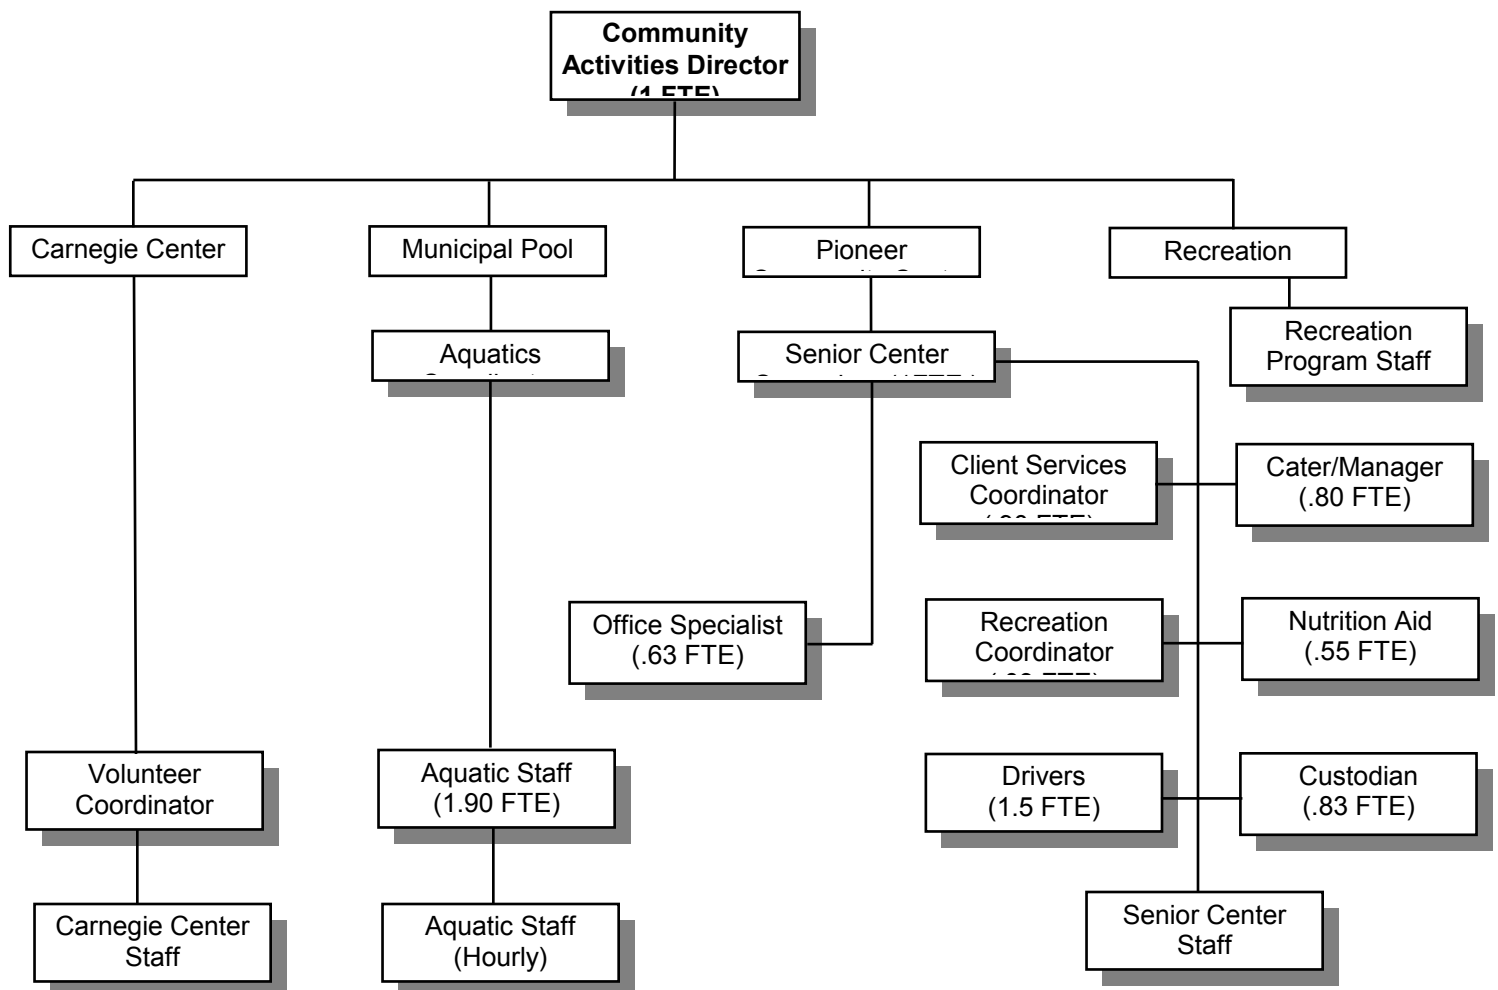 Community
Activities Director
(1 FTE)
Carnegie Center
Municipal Pool
Pioneer
Recreation
Aquatics
Senior Center
Recreation
Program Staff
Client Services
Coordinator
Cater/Manager
(.80 FTE)
Office Specialist
(.63 FTE)
Recreation
Coordinator
Nutrition Aid
(.55 FTE)
Volunteer
Coordinator
Aquatic Staff
(1.90 FTE)
Drivers
(1.5 FTE)
Custodian
(.83 FTE)
Carnegie Center
Staff
Aquatic Staff
(Hourly)
Senior Center
Staff